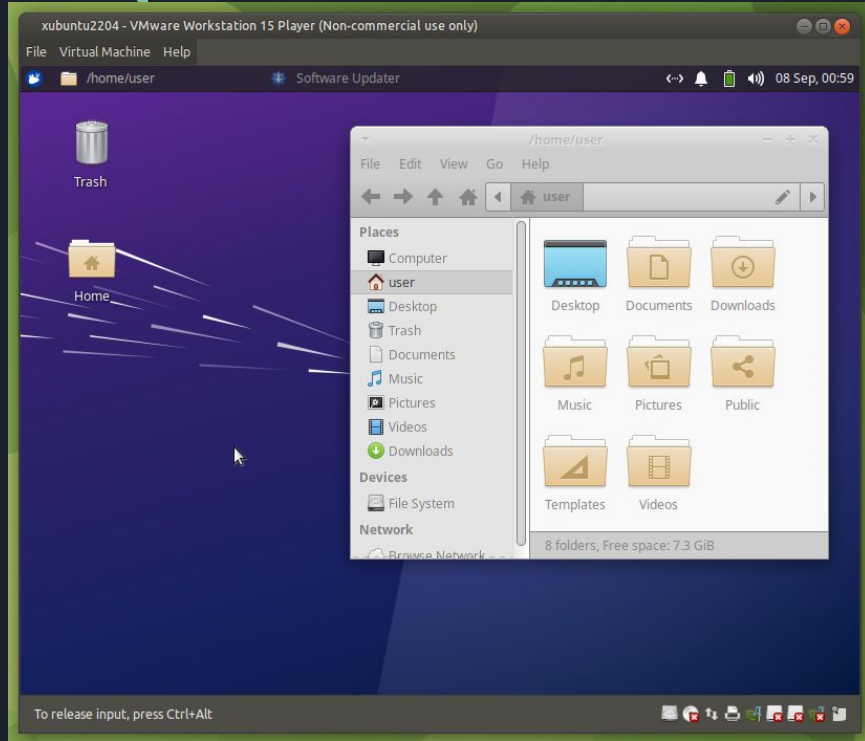 xubuntu2204 - VMware Workstation 15 Player (Non-commercial use only)
File Virtual Machine Help
/home/user Software Updater 08 Sep, 00:59
Trash
Home
/home/user
File Edit View Go Help
user
Places
Computer
user
Desktop
Trash
Documents
Music
Pictures
Videos
Downloads
Devices
File System
Network
Browse Network
Desktop Documents Downloads
Music Pictures Public
Templates Videos
8 folders, Free space: 7.3 GiB
To release input, press Ctrl+Alt